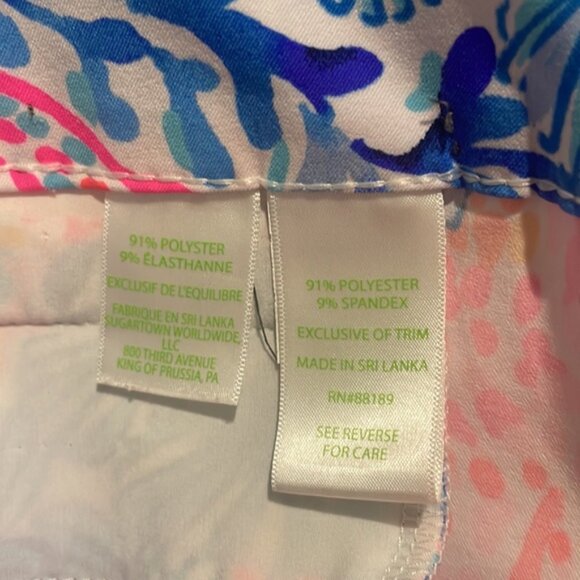 91% POLYSTER
9% ÉLASTHANNE
EXCLUSIF DE L'EQUILIBRE
FABRIQUE EN SRI LANKA
SUGARTOWN WORLDWIDE,
LLC
800 THIRD AVENUE
KING OF PRUSSIA, PA
91% POLYESTER
9% SPANDEX
EXCLUSIVE OF TRIM
MADE IN SRI LANKA
RN#88189
SEE REVERSE
FOR CARE